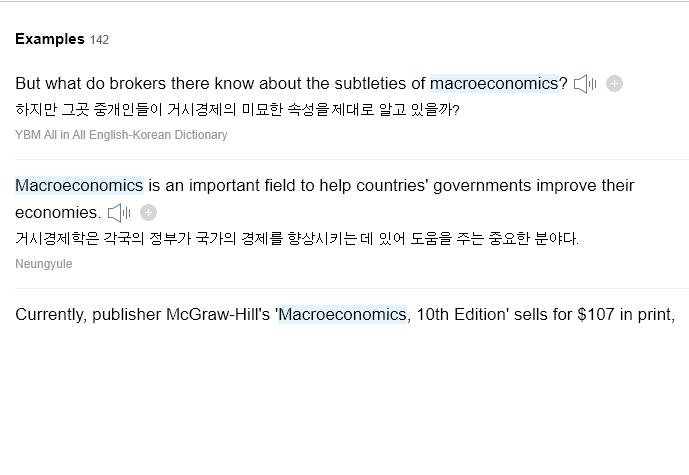 Examples 142
But what do brokers there know about the subtleties of macroeconomics?
하지만 그곳 중개인들이 거시경제의 미묘한 속성을 제대로 알고 있을까?
YBM All in All English-Korean Dictionary
Macroeconomics is an important field to help countries' governments improve their
economies.
거시경제학은 각국의 정부가 국가의 경제를 향상시키는 데 있어 도움을 주는 중요한 분야다.
Neungyule
Currently, publisher McGraw-Hill's 'Macroeconomics, 10th Edition' sells for $107 in print,